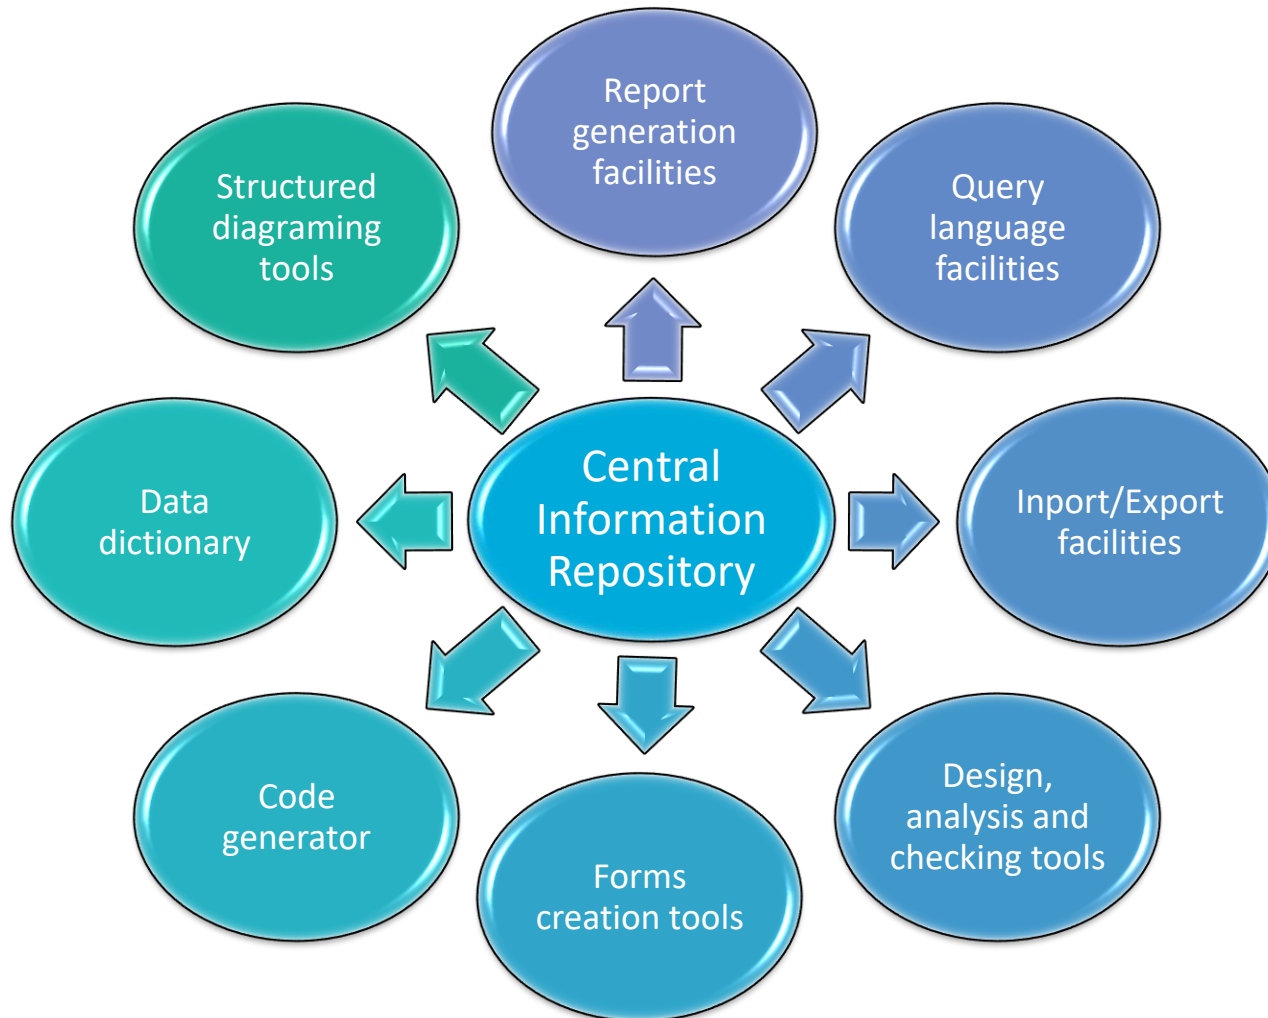 Report
generation
facilities
Structured
diagraming
tools
Query
language
facilities
Central
Information
Repository
Data
dictionary
Inport/Export
facilities
Code
generator
Design,
analysis and
checking tools
Forms
creation tools